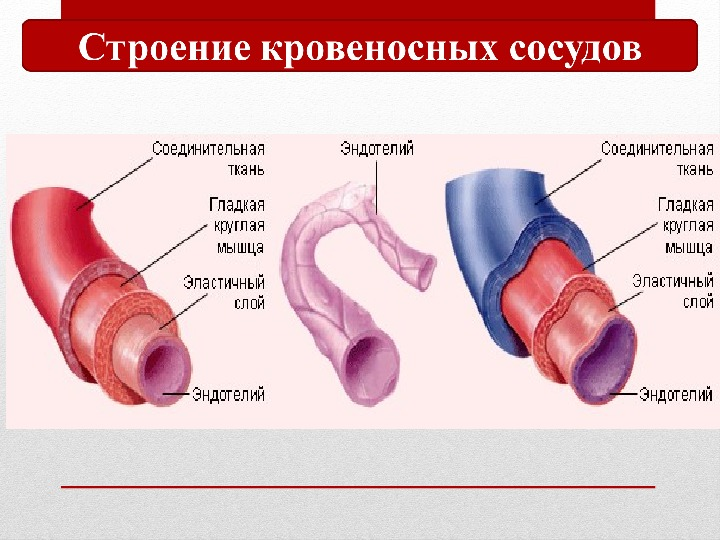 Строение кровеносных сосудов
Соединительная
ткань
Гладкая
круглая
мышца
Эластичный
слой
Эндотелий
Эндотелий
Соединительная
ткань
Гладкая
круглая
мышца
Эластичный
слой
Эндотелий